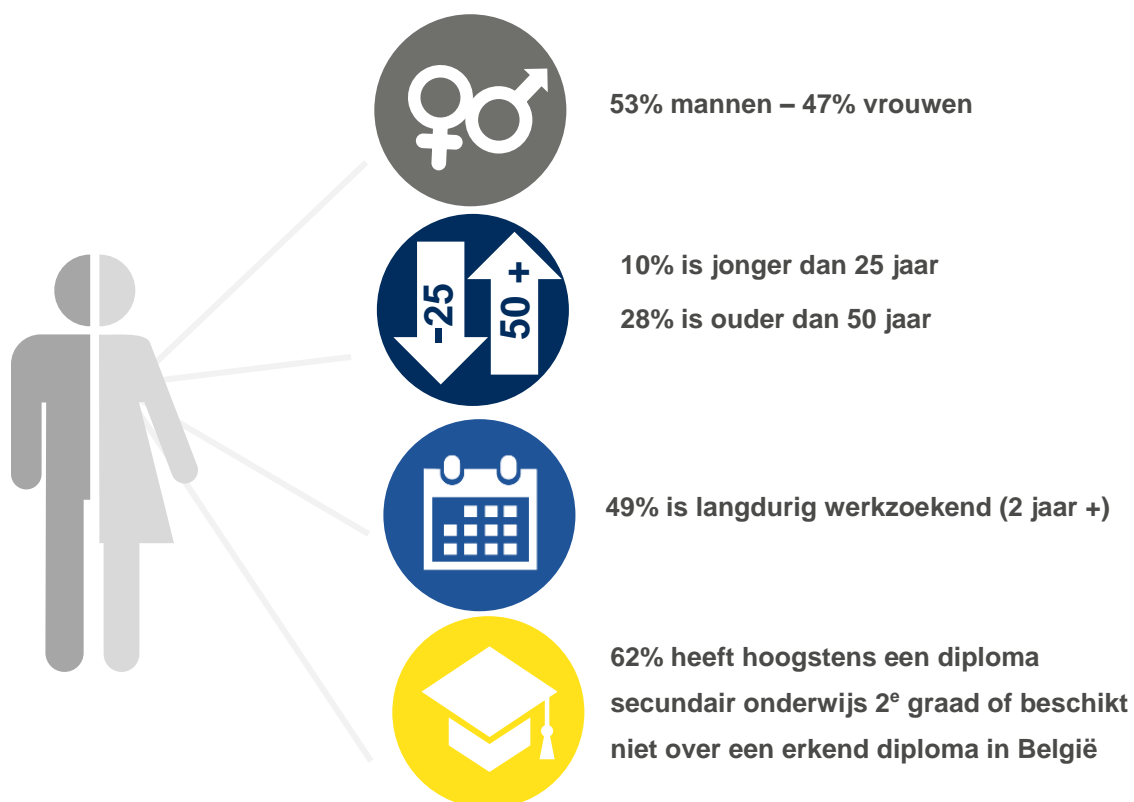 53% mannen – 47% vrouwen
-25
50 +
10% is jonger dan 25 jaar
28% is ouder dan 50 jaar
49% is langdurig werkzoekend (2 jaar +)
62% heeft hoogstens een diploma
secundair onderwijs 2e graad of beschikt
niet over een erkend diploma in België